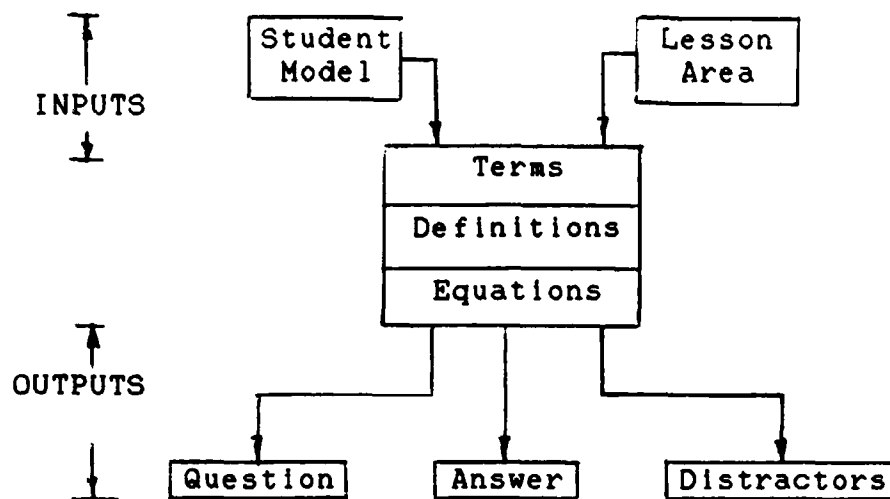 Student
Model
Lesson
Area
INPUTS
Terms
Definitions
Equations
OUTPUTS
Question
Answer
Distractors